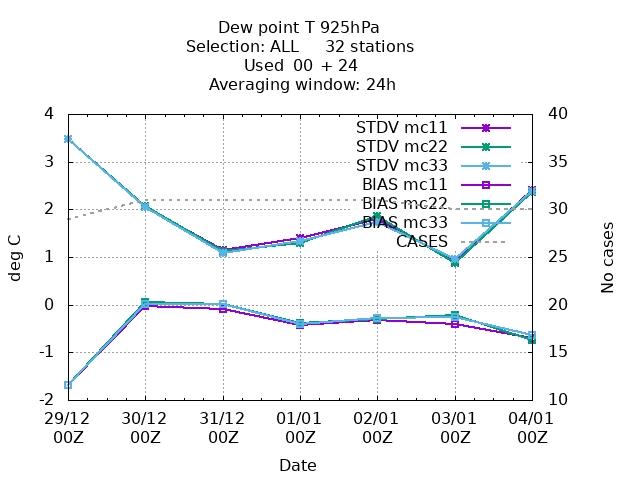 Dew point T 925hPa
Selection: ALL 32 stations
Used 00 + 24
Averaging window: 24h
STDV mc11
STDV mc22
STDV mc33
BIAS mc11
BIAS mc22
BIAS mc33
CASES
4
3
2
1
0
-1
-2
deg C
40
35
30
25
20
15
10
No cases
29/12 30/12 31/12 01/01 02/01 03/01 04/01
00Z 00Z 00Z 00Z 00Z 00Z 00Z
Date